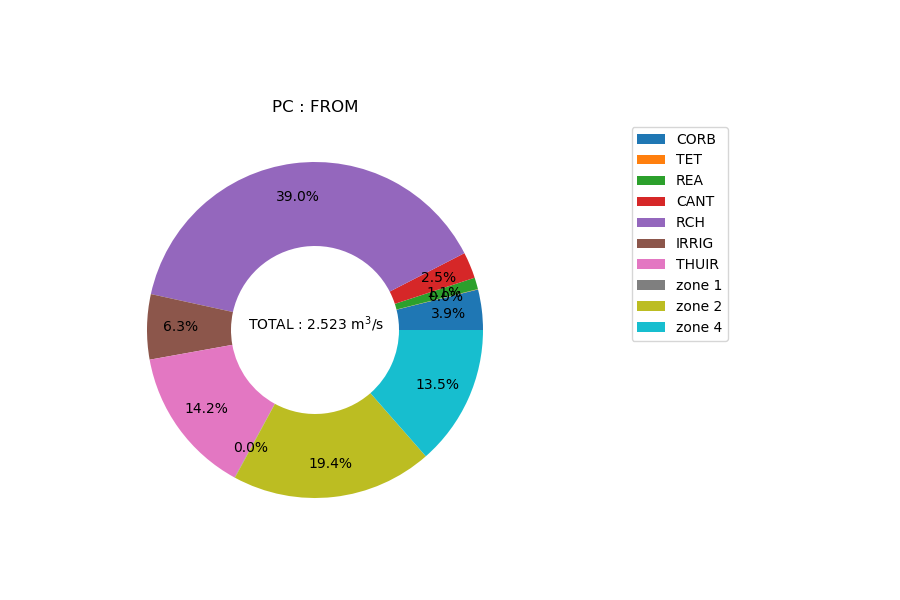 PC : FROM
39.0%
2.5%
1.1%
0.0%
3.9%
6.3%
TOTAL : 2.523 m³/s
14.2%
13.5%
0.0%
19.4%
CORB
TET
REA
CANT
RCH
IRRIG
THUIR
zone 1
zone 2
zone 4